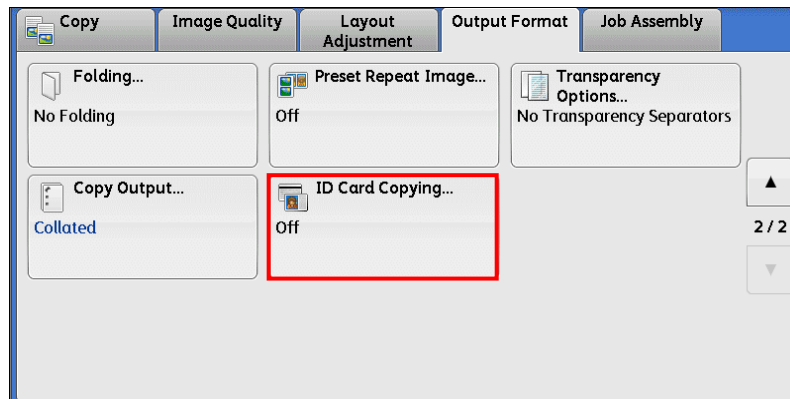 Copy
Image Quality
Layout
Adjustment
Output Format
Job Assembly
Folding...
No Folding
Preset Repeat Image...
Off
Transparency
Options...
No Transparency Separators
Copy Output...
Collated
ID Card Copying...
Off
2 / 2